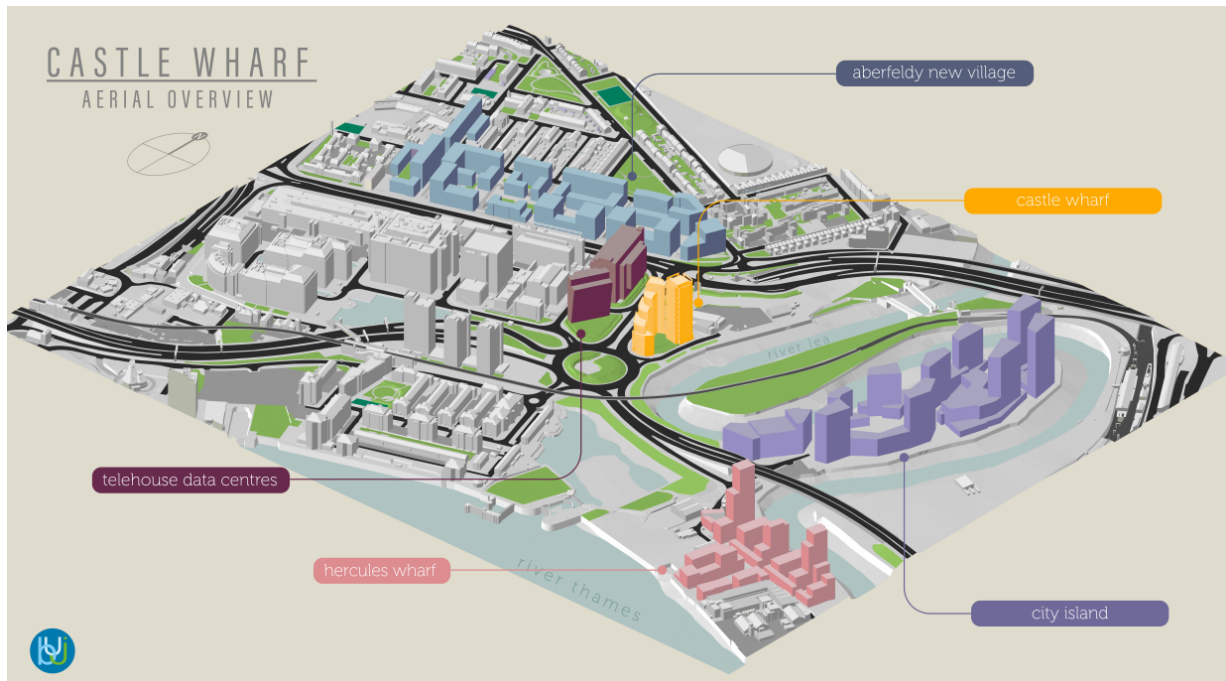 CASTLE WHARF
AERIAL OVERVIEW
aberfeldy new village
castle wharf
river lea
telehouse data centres
hercules wharf
river thames
city island
buj